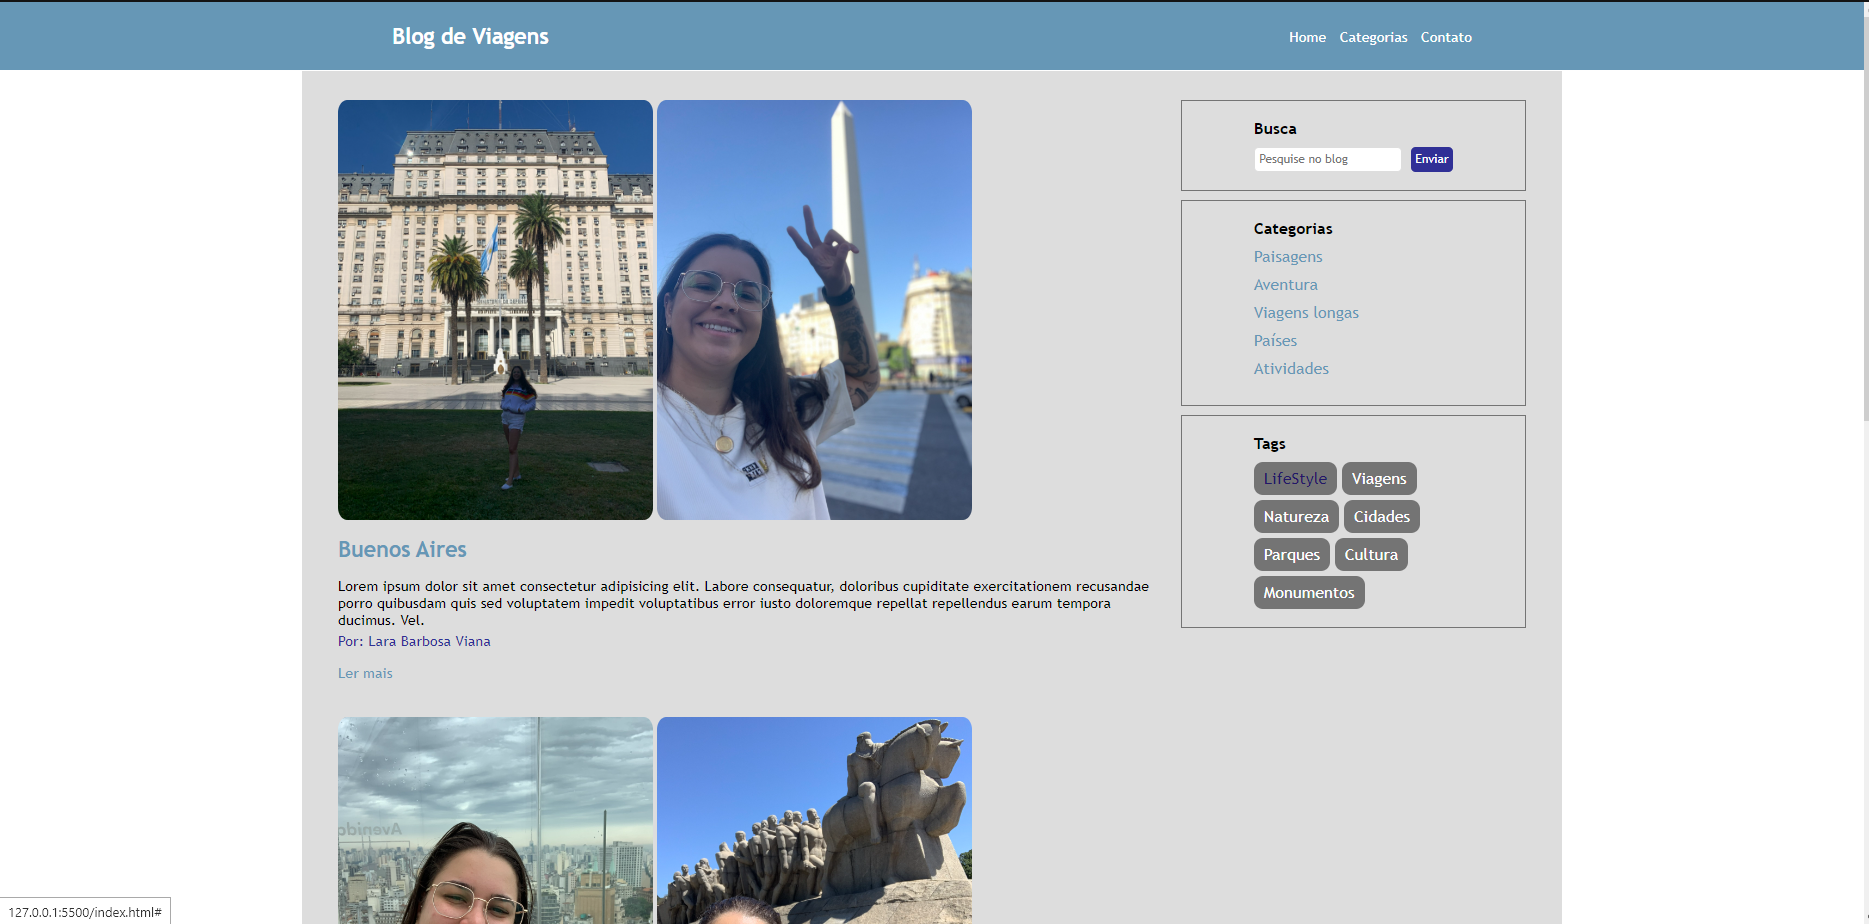 Blog de Viagens
Home Categorias Contato
Busca
Pesquise no blog Enviar
Categorias
Paisagens
Aventura
Viagens longas
Países
Atividades
Tags
LifeStyle Viagens
Natureza Cidades
Parques Cultura
Monumentos
Buenos Aires
Lorem ipsum dolor sit amet consectetur adipisicing elit. Labore consequatur, doloribus cupiditate exercitationem recusandae
porro quibusdam quis sed voluptatem impedit voluptatibus error iusto doloremque repellat repellendus earum tempora
ducimus. Vel.
Por: Lara Barbosa Viana
Ler mais
Avenida
127.0.0.1:5500/index.html#